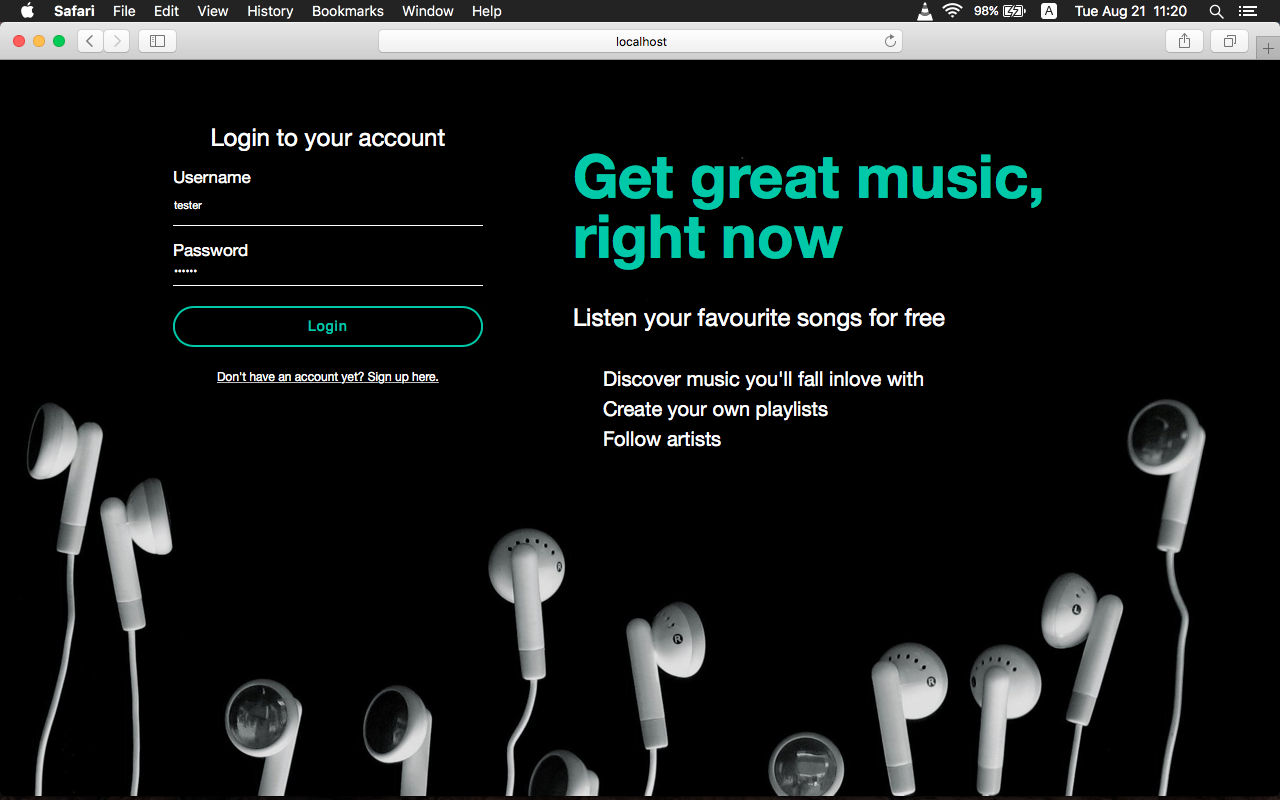 Safari File Edit View History Bookmarks Window Help 98% A Tue Aug 21 11:20
localhost
Login to your account
Username
tester
Password
••••••
Login
Don't have an account yet? Sign up here.
Get great music,
right now
Listen your favourite songs for free
Discover music you'll fall inlove with
Create your own playlists
Follow artists
R
R
R
L